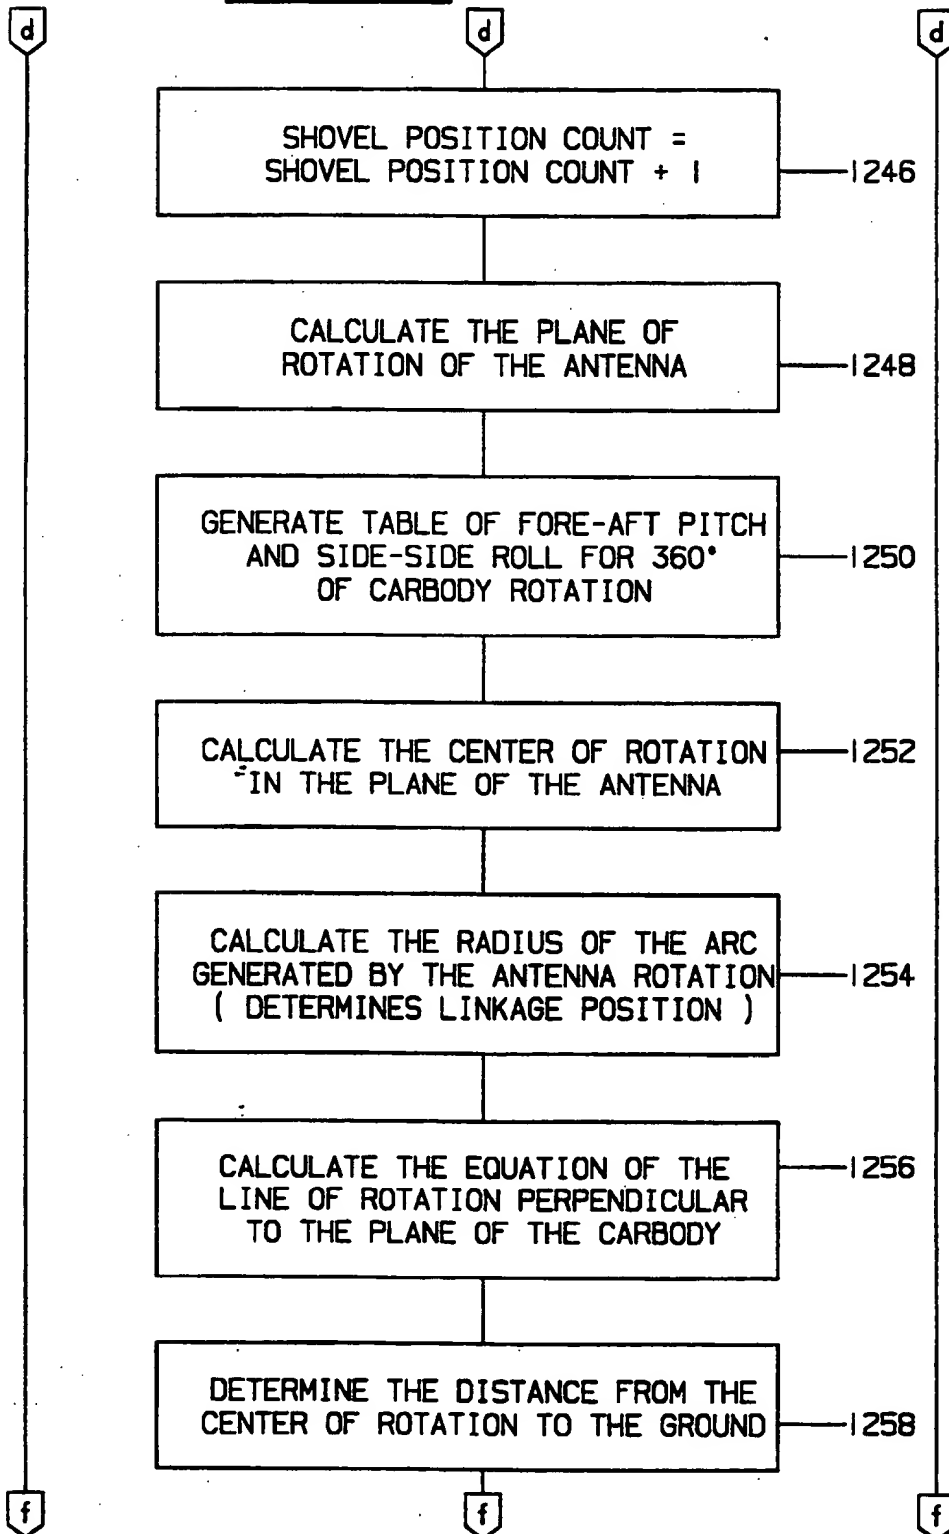 d d d
SHOVEL POSITION COUNT =
SHOVEL POSITION COUNT + 1
1246
CALCULATE THE PLANE OF
ROTATION OF THE ANTENNA
1248
GENERATE TABLE OF FORE-AFT PITCH
AND SIDE-SIDE ROLL FOR 360°
OF CARBODY ROTATION
1250
CALCULATE THE CENTER OF ROTATION
IN THE PLANE OF THE ANTENNA
1252
CALCULATE THE RADIUS OF THE ARC
GENERATED BY THE ANTENNA ROTATION
( DETERMINES LINKAGE POSITION )
1254
CALCULATE THE EQUATION OF THE
LINE OF ROTATION PERPENDICULAR
TO THE PLANE OF THE CARBODY
1256
DETERMINE THE DISTANCE FROM THE
CENTER OF ROTATION TO THE GROUND
1258
f f f